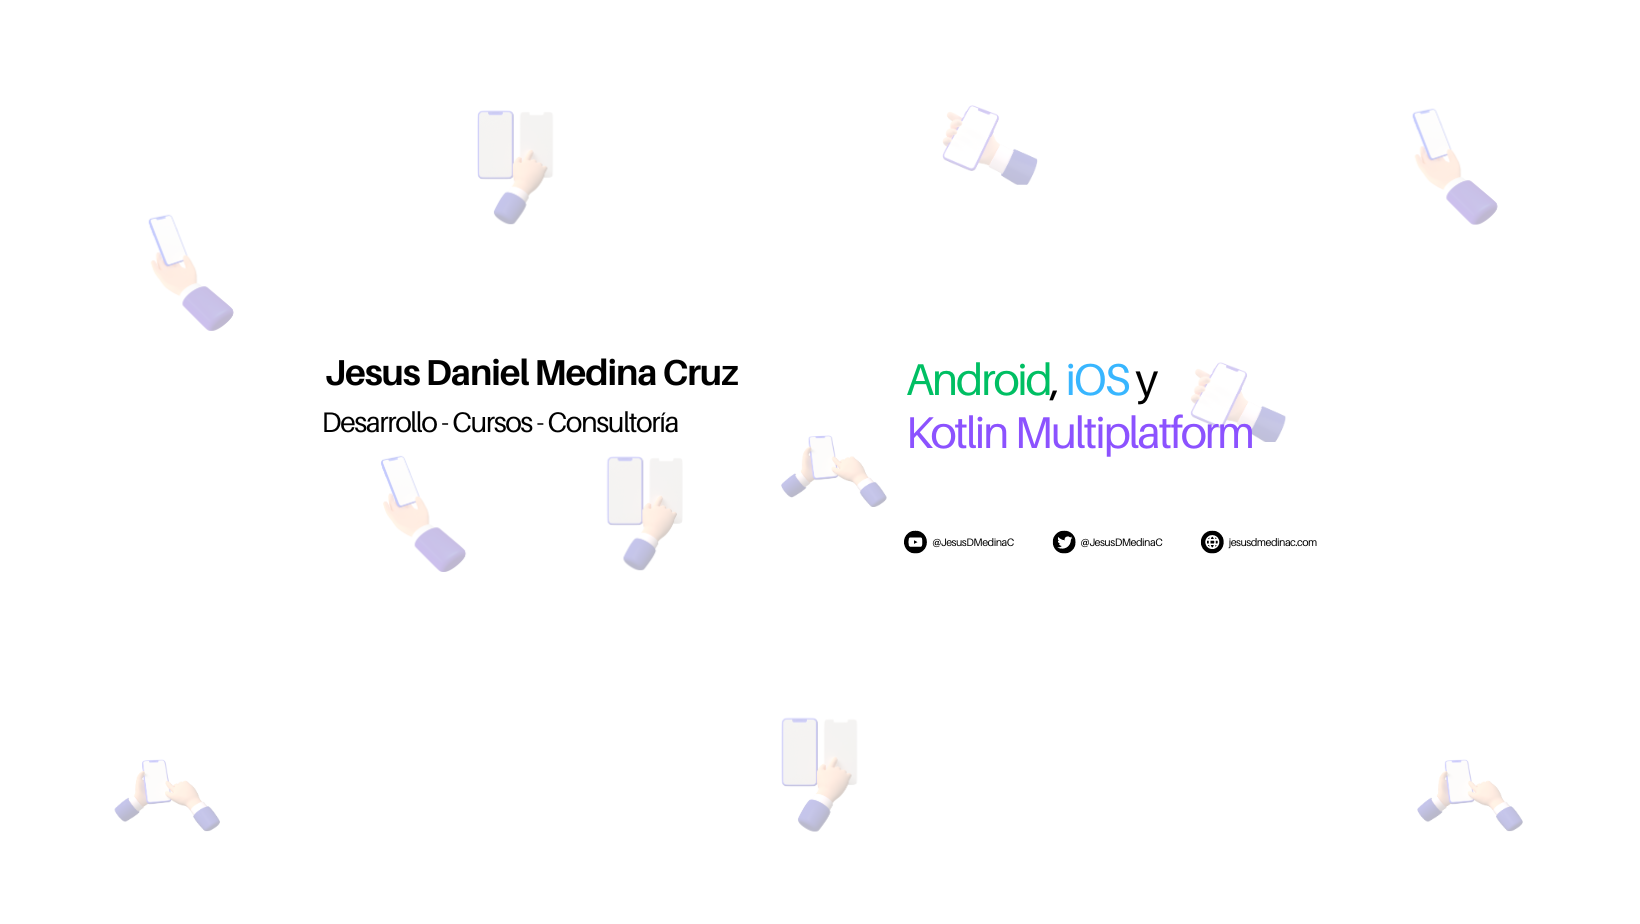 Jesus Daniel Medina Cruz
Desarrollo - Cursos - Consultoría
Android, iOS y
Kotlin Multiplatform
@JesusDMedinaC
@JesusDMedinaC
jesusdmedinac.com